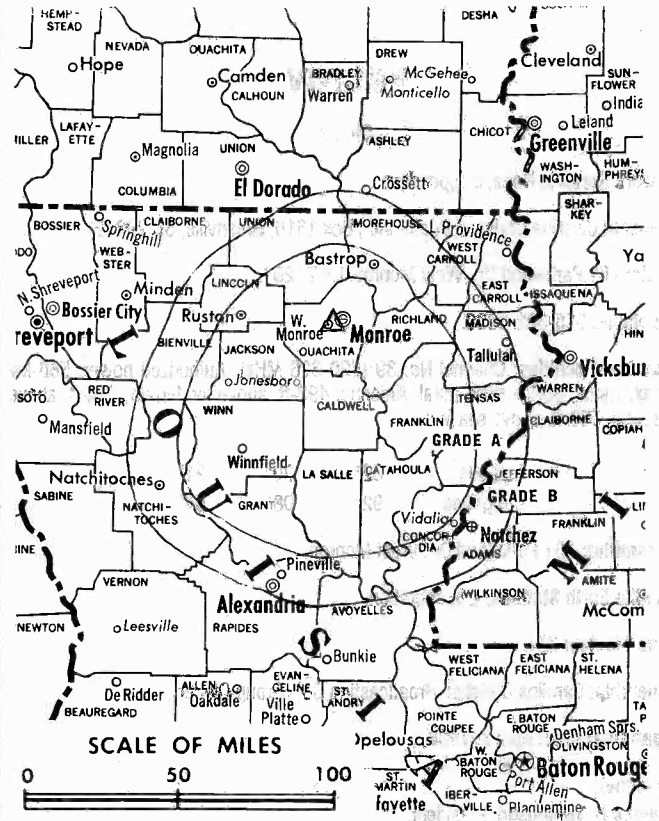 HEMP-
STEAD
NEVADA
OUACHITA
DREW
DESHA
Hope
Camden
CALHOUN
BRADLEY
Warren
McGehee
Monticello
Cleveland
SUN-
FLOWER
India
LAFAY-
ETTE
Magnolia
UNION
ASHLEY
CHICOT
Leland
Greenville
WASH-
INGTON
HUM-
PHREYS
COLUMBIA
El Dorado
Crossett
SHAR-
KEY
BOSSIER
Springhill
CLAIBORNE
UNION
MOREHOUSE
L. Providence
WEST
CARROLL
Ya
WEB-
STER
Bastrop
N. Shreveport
Minden
LINCOLN
EAST
CARROLL
ISSAQUENA
Bossier City
Ruston
W.
Monroe
Monroe
RICHLAND
MADISON
HIN
reveport
BIENVILLE
JACKSON
OUACHITA
Tallulah
Vicksbu
Jonesboro
WARREN
RED
RIVER
WINN
CALDWELL
TENSAS
SOTO
Mansfield
FRANKLIN
CLAIBORNE
COPIAH
GRADE A
Winnfield
LA SALLE
CATAHOULA
JEFFERSON
Natchitoches
SABINE
NATCHI-
TOCHES
GRANT
GRADE B
Vidalia
Natchez
FRANKLIN
CONCOR-
DIA
ADAMS
Pineville
VERNON
Alexandria
AVOYELLES
WILKINSON
AMITE
McCom
NEWTON
Leesville
RAPIDES
Bunkie
WEST
FELICIANA
EAST
FELICIANA
ST.
HELENA
De Ridder
BEAUREGARD
ALLEN
Oakdale
EVAN-
GELINE
Ville
Platte
ST.
LANDRY
POINTE
COUPEE
E. BATON
ROUGE
Denham Sprs.
LIVINGSTON
SCALE OF MILES
Opelousas
W.
BATON
ROUGE
Baton Rouge
Port Allen
0 50 100
ST.
MARTIN
fayette
IBER-
VILLE
Plaquemine
L O U I S I A
M I